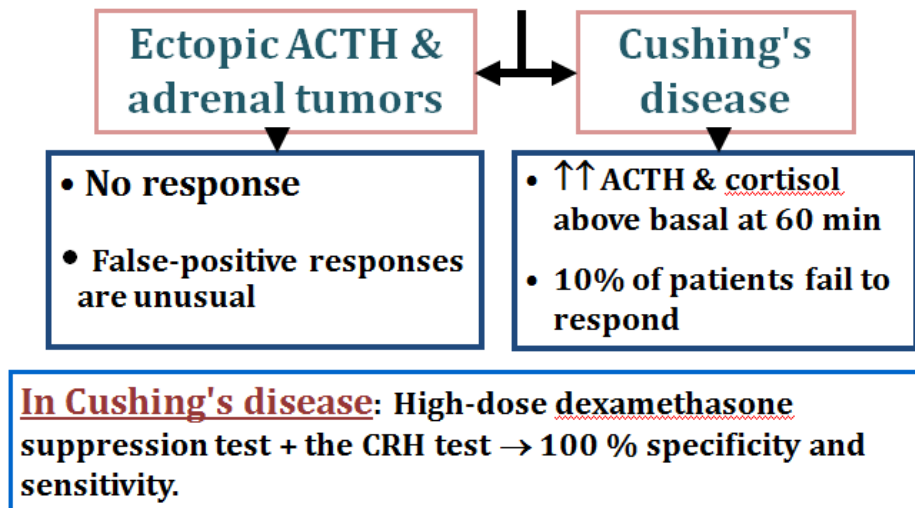 Ectopic ACTH &
adrenal tumors
Cushing's
disease
• No response
• False-positive responses
are unusual
• ↑↑ ACTH & cortisol
above basal at 60 min
• 10% of patients fail to
respond
In Cushing's disease: High-dose dexamethasone
suppression test + the CRH test → 100 % specificity and
sensitivity.